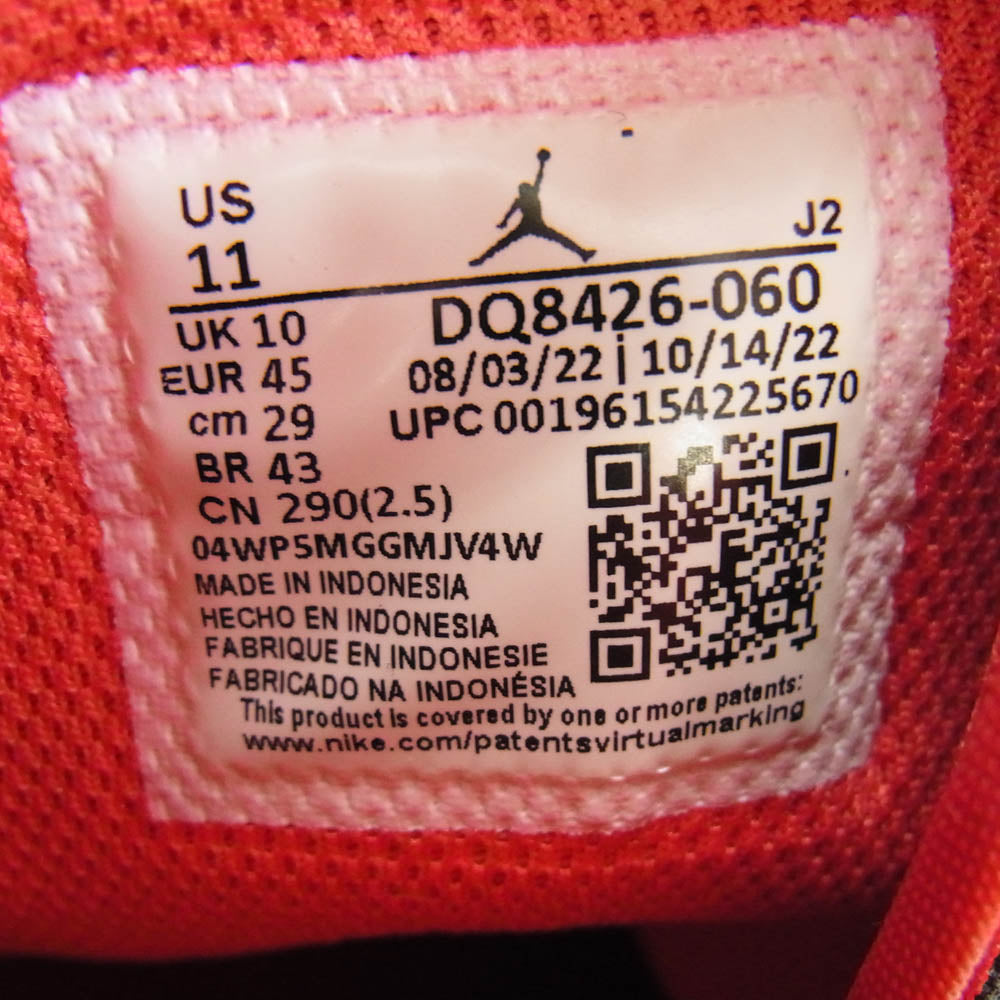 US
11
J2
UK 10
DQ8426-060
EUR 45
08/03/22 | 10/14/22
cm 29
UPC 00196154225670
BR 43
CN 290(2.5)
04WP5MGGMJV4W
MADE IN INDONESIA
HECHO EN INDONESIA
FABRIQUE EN INDONESIE
FABRICADO NA INDONÉSIA
This product is covered by one or more patents:
www.nike.com/patentsvirtualmarking